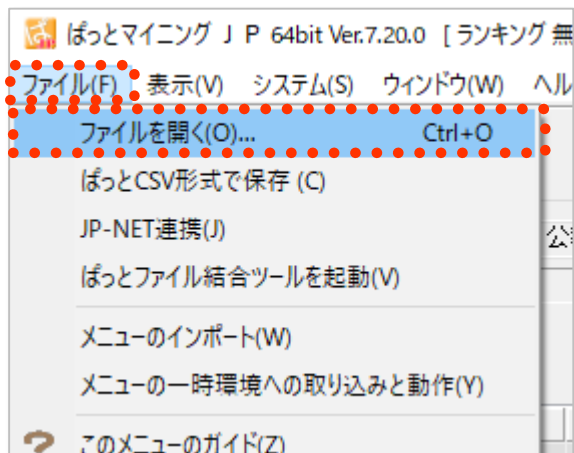 ぱ ぱっとマイニング JP 64bit Ver.7.20.0 [ ランキング 無
ファイル(F) 表示(V) システム(S) ウィンドウ(W) ヘル
ファイルを開く(O)... Ctrl+O
ぱっとCSV形式で保存 (C)
JP-NET連携(J)
公
ぱっとファイル結合ツールを起動(V)
メニューのインポート(W)
メニューの一時環境への取り込みと動作(Y)
? このメニューのガイド(Z)